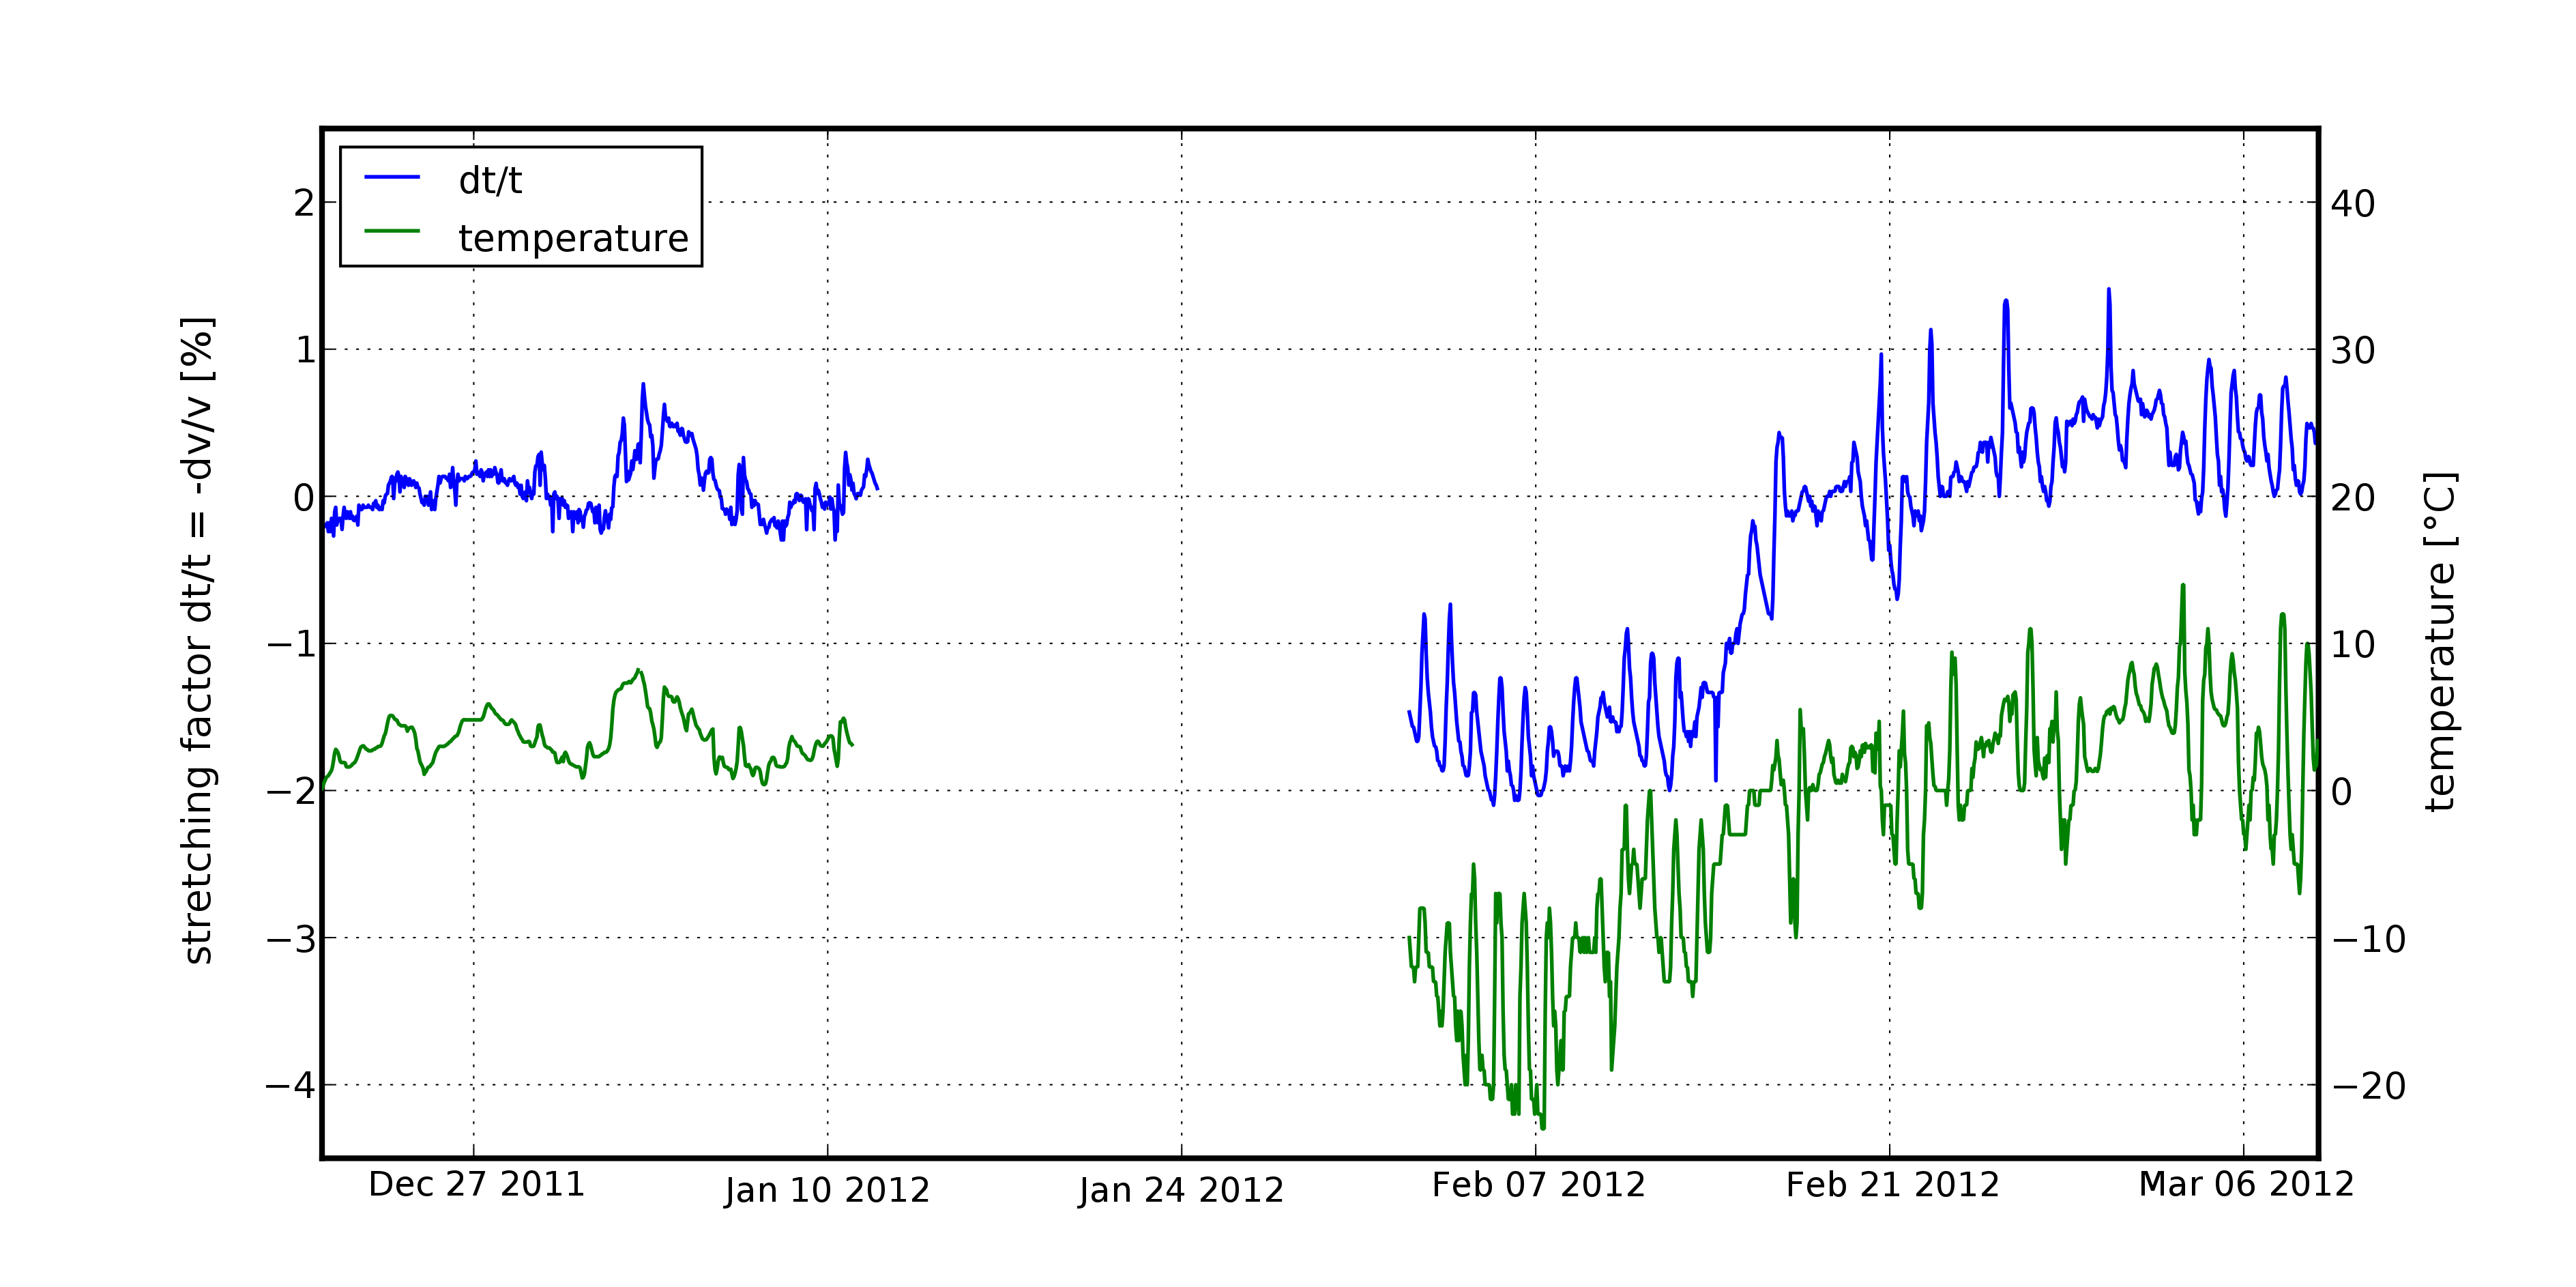 dt/t
temperature
2
1
0
−1
−2
−3
−4
stretching factor dt/t = -dv/v [%]
40
30
20
10
0
−10
−20
temperature [°C]
Dec 27 2011
Jan 10 2012
Jan 24 2012
Feb 07 2012
Feb 21 2012
Mar 06 2012